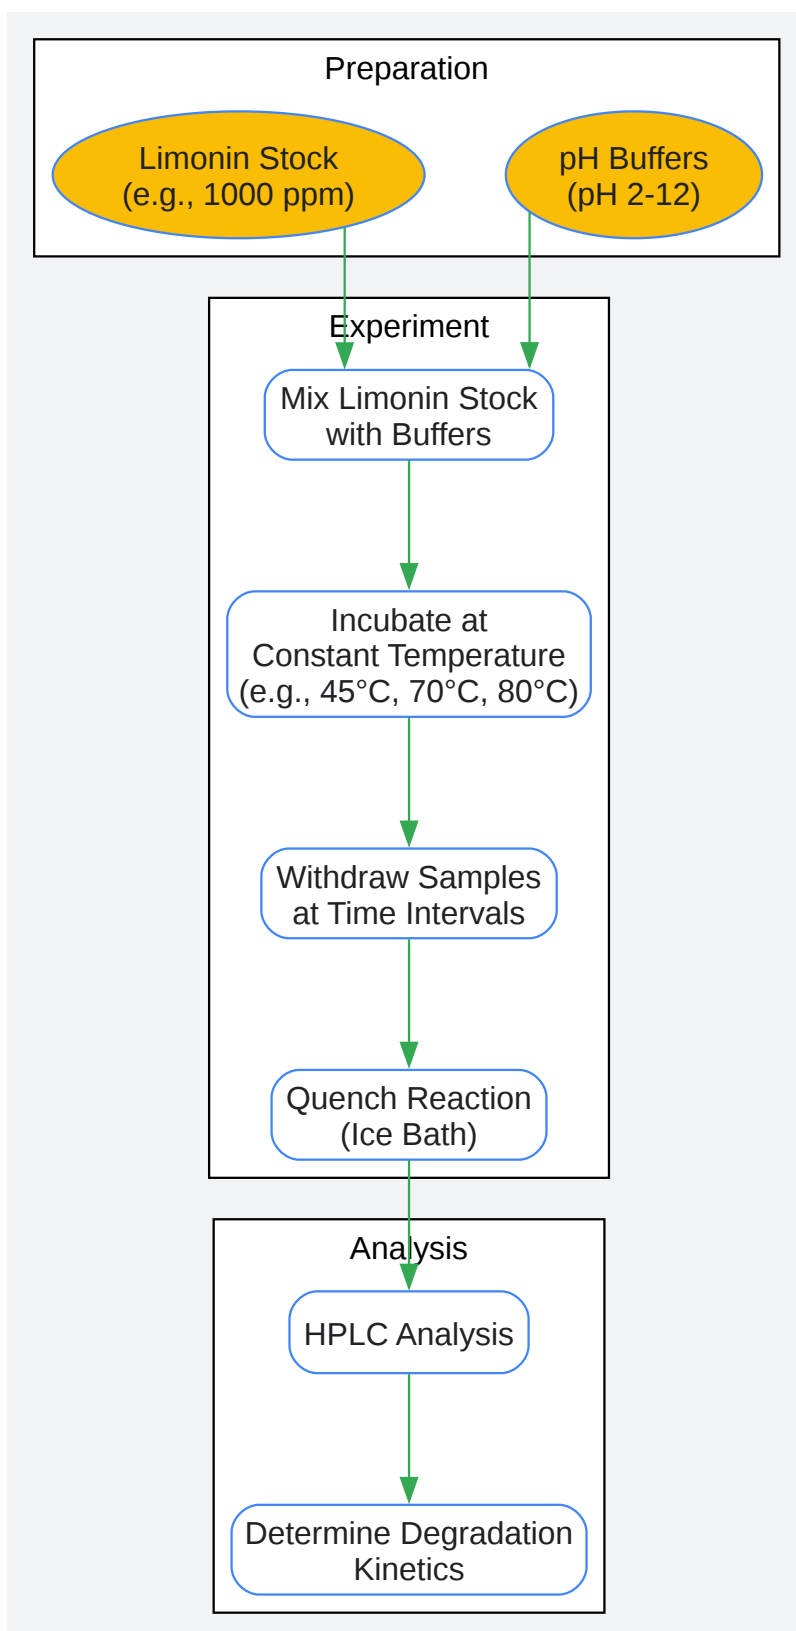 Preparation
Limonin Stock
(e.g., 1000 ppm)
pH Buffers
(pH 2-12)
Experiment
Mix Limonin Stock
with Buffers
Incubate at
Constant Temperature
(e.g., 45°C, 70°C, 80°C)
Withdraw Samples
at Time Intervals
Quench Reaction
(Ice Bath)
Analysis
HPLC Analysis
Determine Degradation
Kinetics